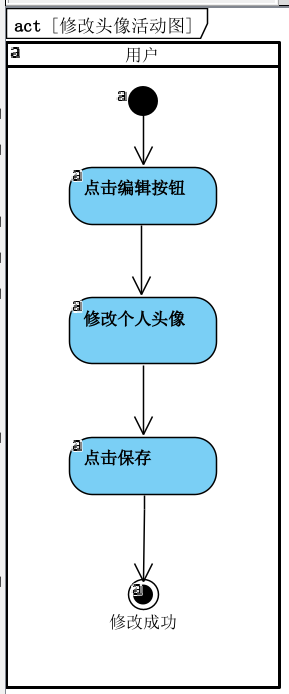 act [修改头像活动图]
a 用户
a
a 点击编辑按钮
a 修改个人头像
a 点击保存
a
修改成功